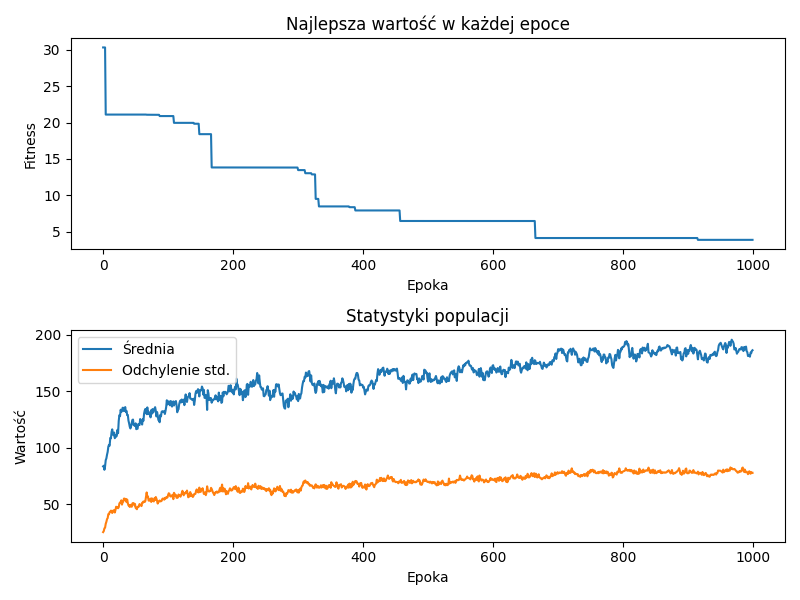 Najlepsza wartość w każdej epoce
30
25
20
15
10
5
Fitness
0 200 400 600 800 1000
Epoka
Statystyki populacji
200
150
100
50
Wartość
Średnia
Odchylenie std.
0 200 400 600 800 1000
Epoka